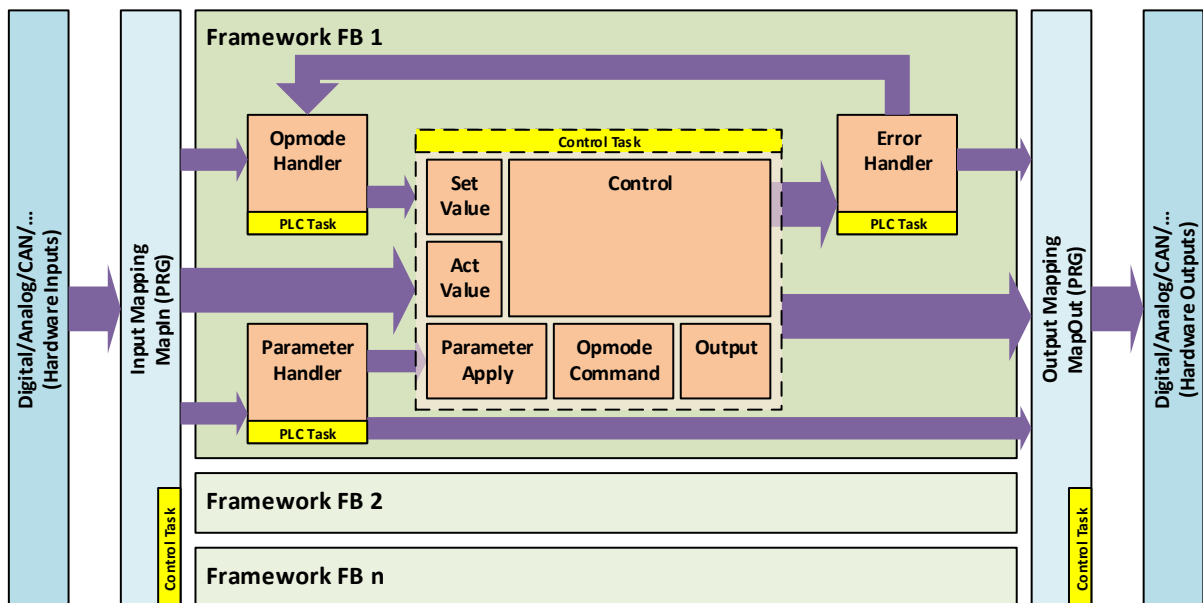 Digital/Analog/CAN/...
(Hardware Inputs)
Input Mapping
MapIn (PRG)
Control Task
Framework FB 1
Opmode
Handler
PLC Task
Parameter
Handler
PLC Task
Control Task
Set
Value
Control
Act
Value
Parameter
Apply
Opmode
Command
Output
Error
Handler
PLC Task
Framework FB 2
Framework FB n
Output Mapping
MapOut (PRG)
Control Task
Digital/Analog/CAN/...
(Hardware Outputs)